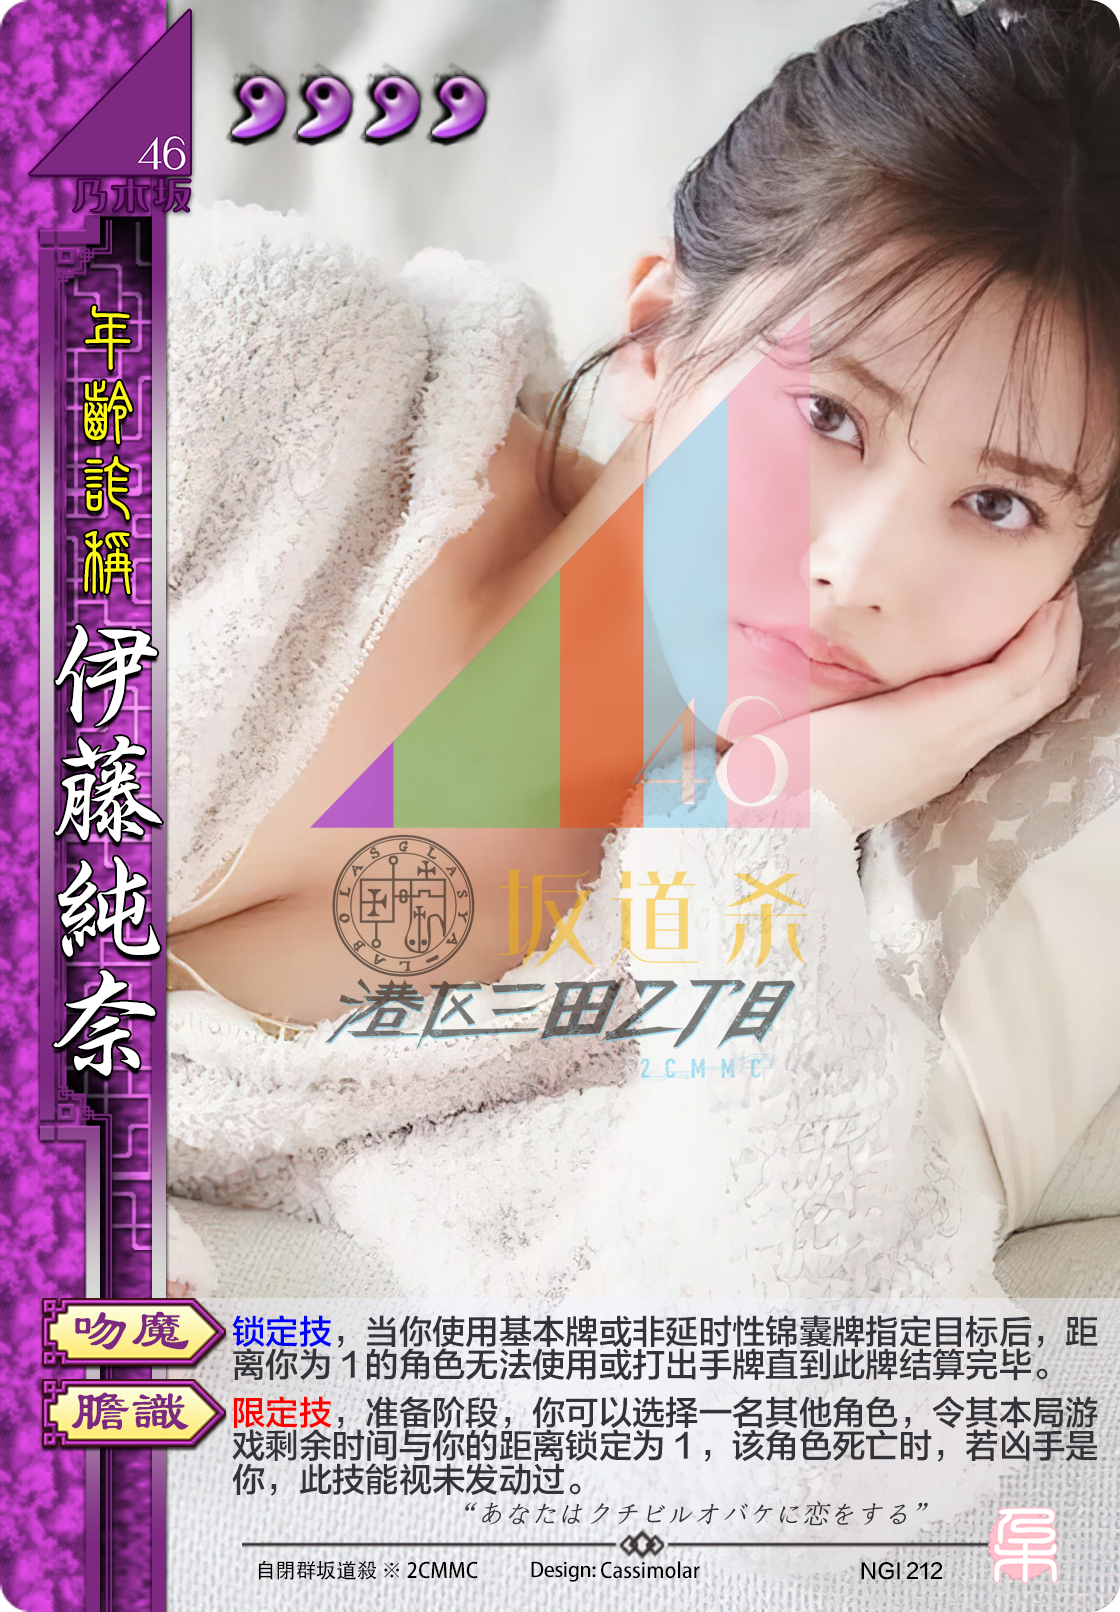 46
乃木坂
年齡詐稱
伊藤純奈
46
GLASYA-LABOLAS
坂道杀
港区三田乙丁目
2CMMC
吻魔
锁定技，当你使用基本牌或非延时性锦囊牌指定目标后，距
离你为 1 的角色无法使用或打出手牌直到此牌结算完毕。
膽識
限定技，准备阶段，你可以选择一名其他角色，令其本局游
戏剩余时间与你的距离锁定为 1 ，该角色死亡时，若凶手是
你，此技能视未发动过。
“あなたはクチビルオバケに恋をする”
自閉群坂道殺 ※ 2CMMC
Design: Cassimolar
NGI 212